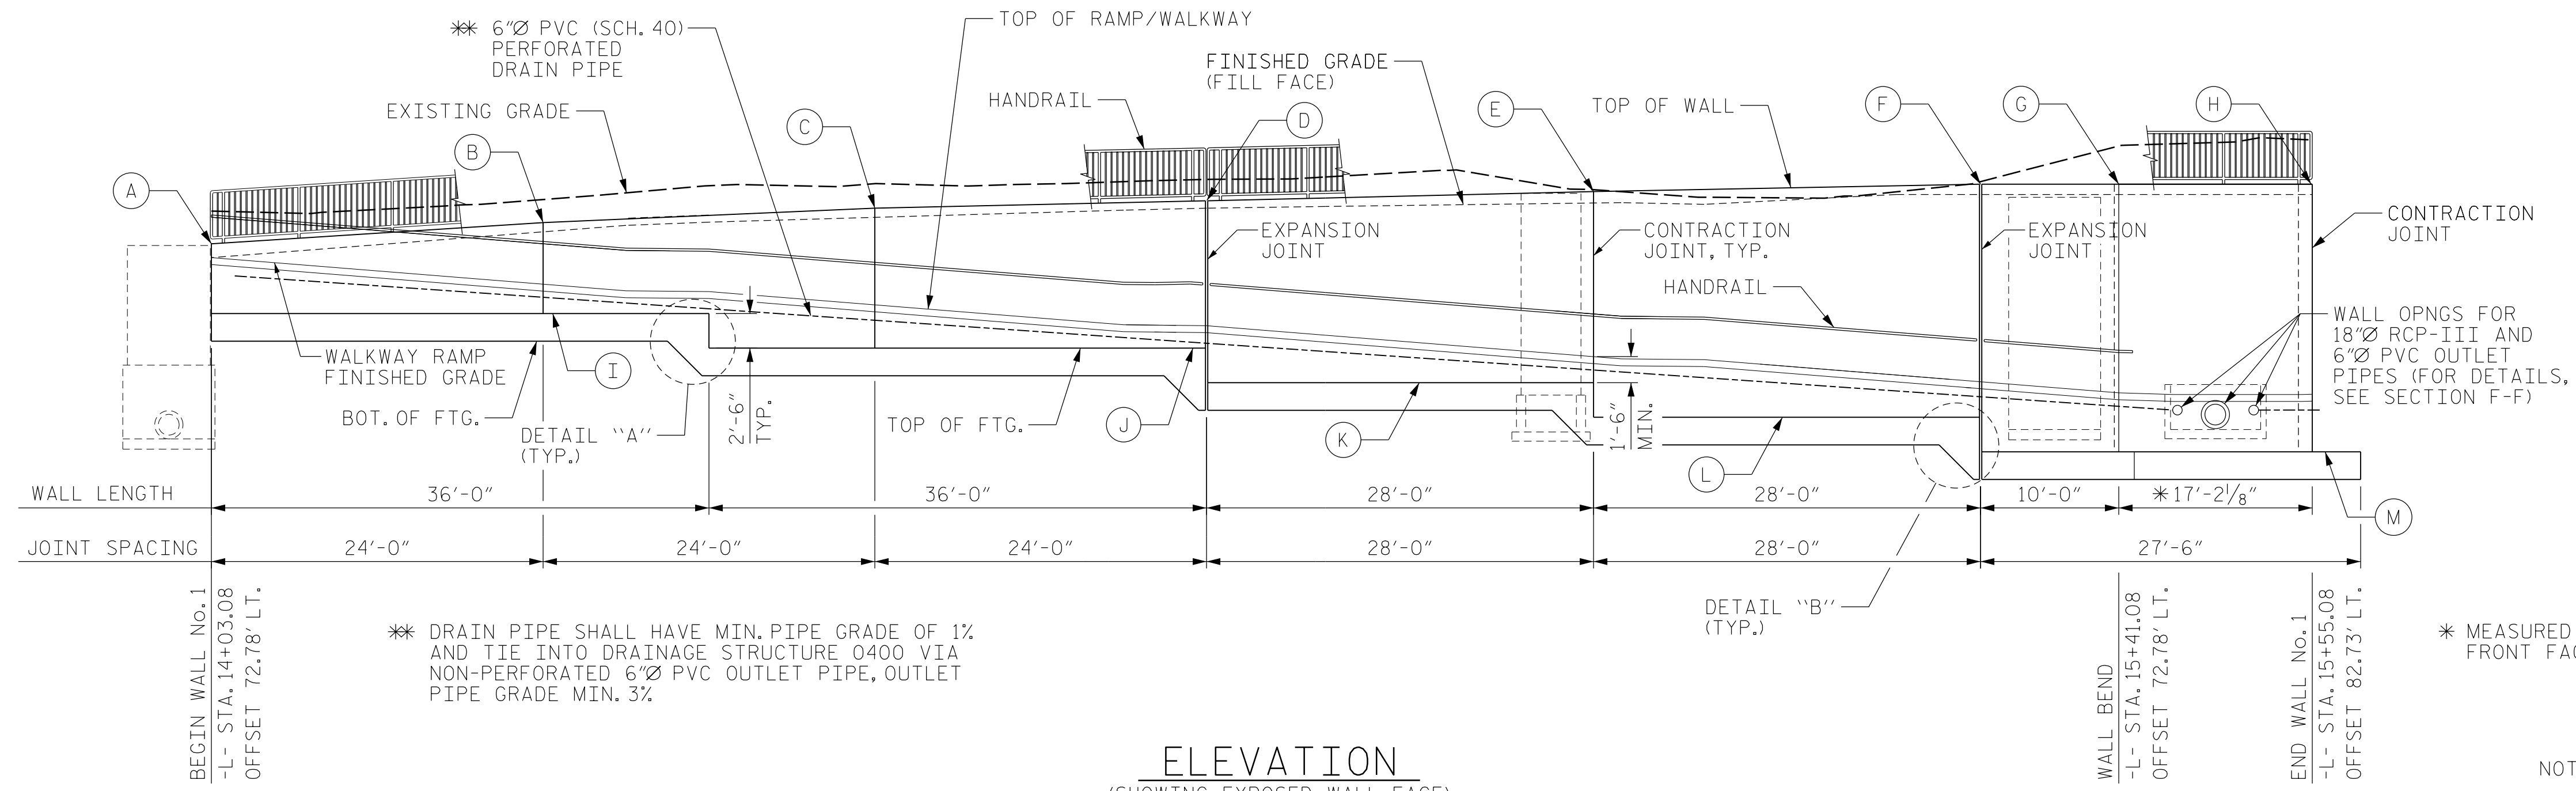 ⁎⁎ 6"Ø PVC (SCH. 40)
PERFORATED
DRAIN PIPE
TOP OF RAMP/WALKWAY
FINISHED GRADE
(FILL FACE)
EXISTING GRADE
HANDRAIL
TOP OF WALL
A
B
C
D
E
F
G
H
EXPANSION
JOINT
CONTRACTION
JOINT, TYP.
EXPANSION
JOINT
CONTRACTION
JOINT
HANDRAIL
WALL OPNGS FOR
18"Ø RCP-III AND
6"Ø PVC OUTLET
PIPES (FOR DETAILS,
SEE SECTION F-F)
WALKWAY RAMP
FINISHED GRADE
I
BOT. OF FTG.
DETAIL "A"
(TYP.)
2'-6"
TYP.
TOP OF FTG.
J
K
1'-6"
MIN.
L
M
WALL LENGTH
36'-0"
36'-0"
28'-0"
28'-0"
10'-0"
*17'-2⅛"
JOINT SPACING
24'-0"
24'-0"
24'-0"
28'-0"
28'-0"
27'-6"
BEGIN WALL No. 1
-L- STA. 14+03.08
OFFSET 72.78' LT.
⁎⁎ DRAIN PIPE SHALL HAVE MIN. PIPE GRADE OF 1%
AND TIE INTO DRAINAGE STRUCTURE 0400 VIA
NON-PERFORATED 6"Ø PVC OUTLET PIPE, OUTLET
PIPE GRADE MIN. 3%
DETAIL "B"
(TYP.)
WALL BEND
-L- STA. 15+41.08
OFFSET 72.78' LT.
END WALL No. 1
-L- STA. 15+55.08
OFFSET 82.73' LT.
* MEASURED
FRONT FAC
ELEVATION
(SHOWING EXPOSED WALL FACE)
NOT